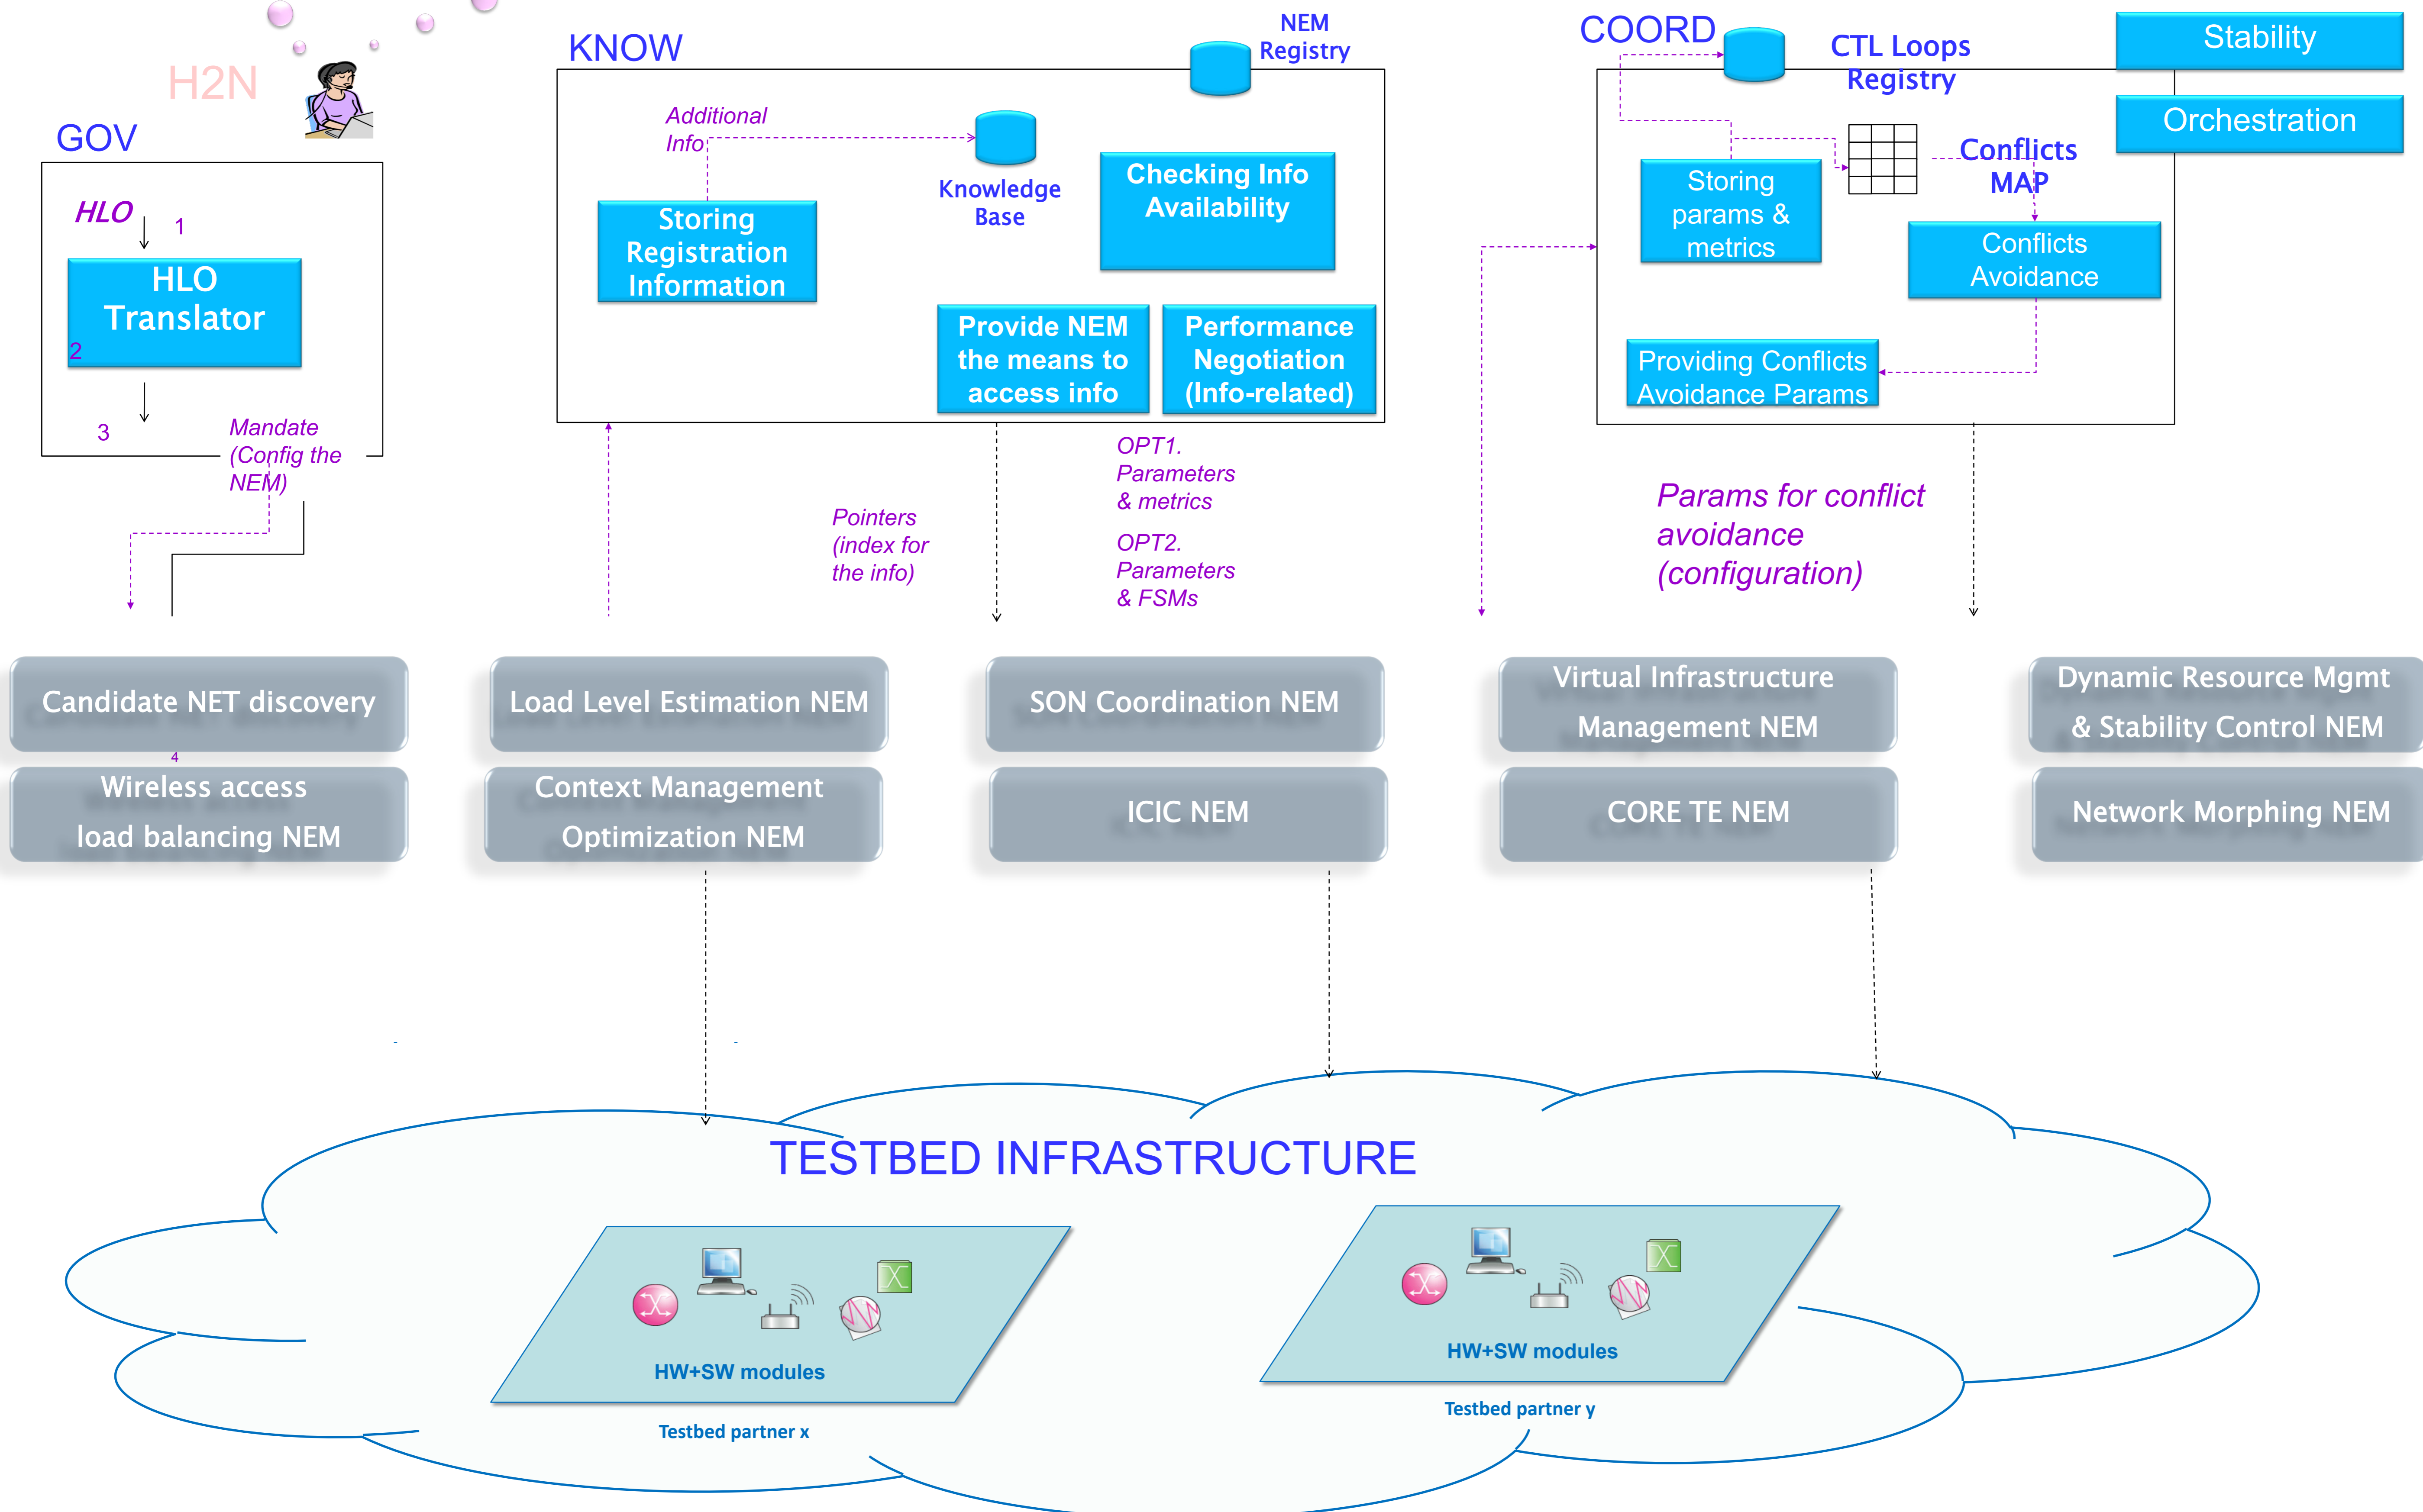 H2N
GOV
HLO
1
HLO
Translator
2
3
Mandate
(Config the
NEM)
KNOW
NEM
Registry
Additional
Info
Knowledge
Base
Storing
Registration
Information
Checking Info
Availability
Provide NEM
the means to
access info
Performance
Negotiation
(Info-related)
Pointers
(index for
the info)
OPT1.
Parameters
& metrics
OPT2.
Parameters
& FSMs
COORD
CTL Loops
Registry
Stability
Orchestration
Conflicts
MAP
Storing
params &
metrics
Conflicts
Avoidance
Providing Conflicts
Avoidance Params
Params for conflict
avoidance
(configuration)
Candidate NET discovery
Load Level Estimation NEM
SON Coordination NEM
Virtual Infrastructure
Management NEM
Dynamic Resource Mgmt
& Stability Control NEM
4
Wireless access
load balancing NEM
Context Management
Optimization NEM
ICIC NEM
CORE TE NEM
Network Morphing NEM
TESTBED INFRASTRUCTURE
HW+SW modules
Testbed partner x
HW+SW modules
Testbed partner y